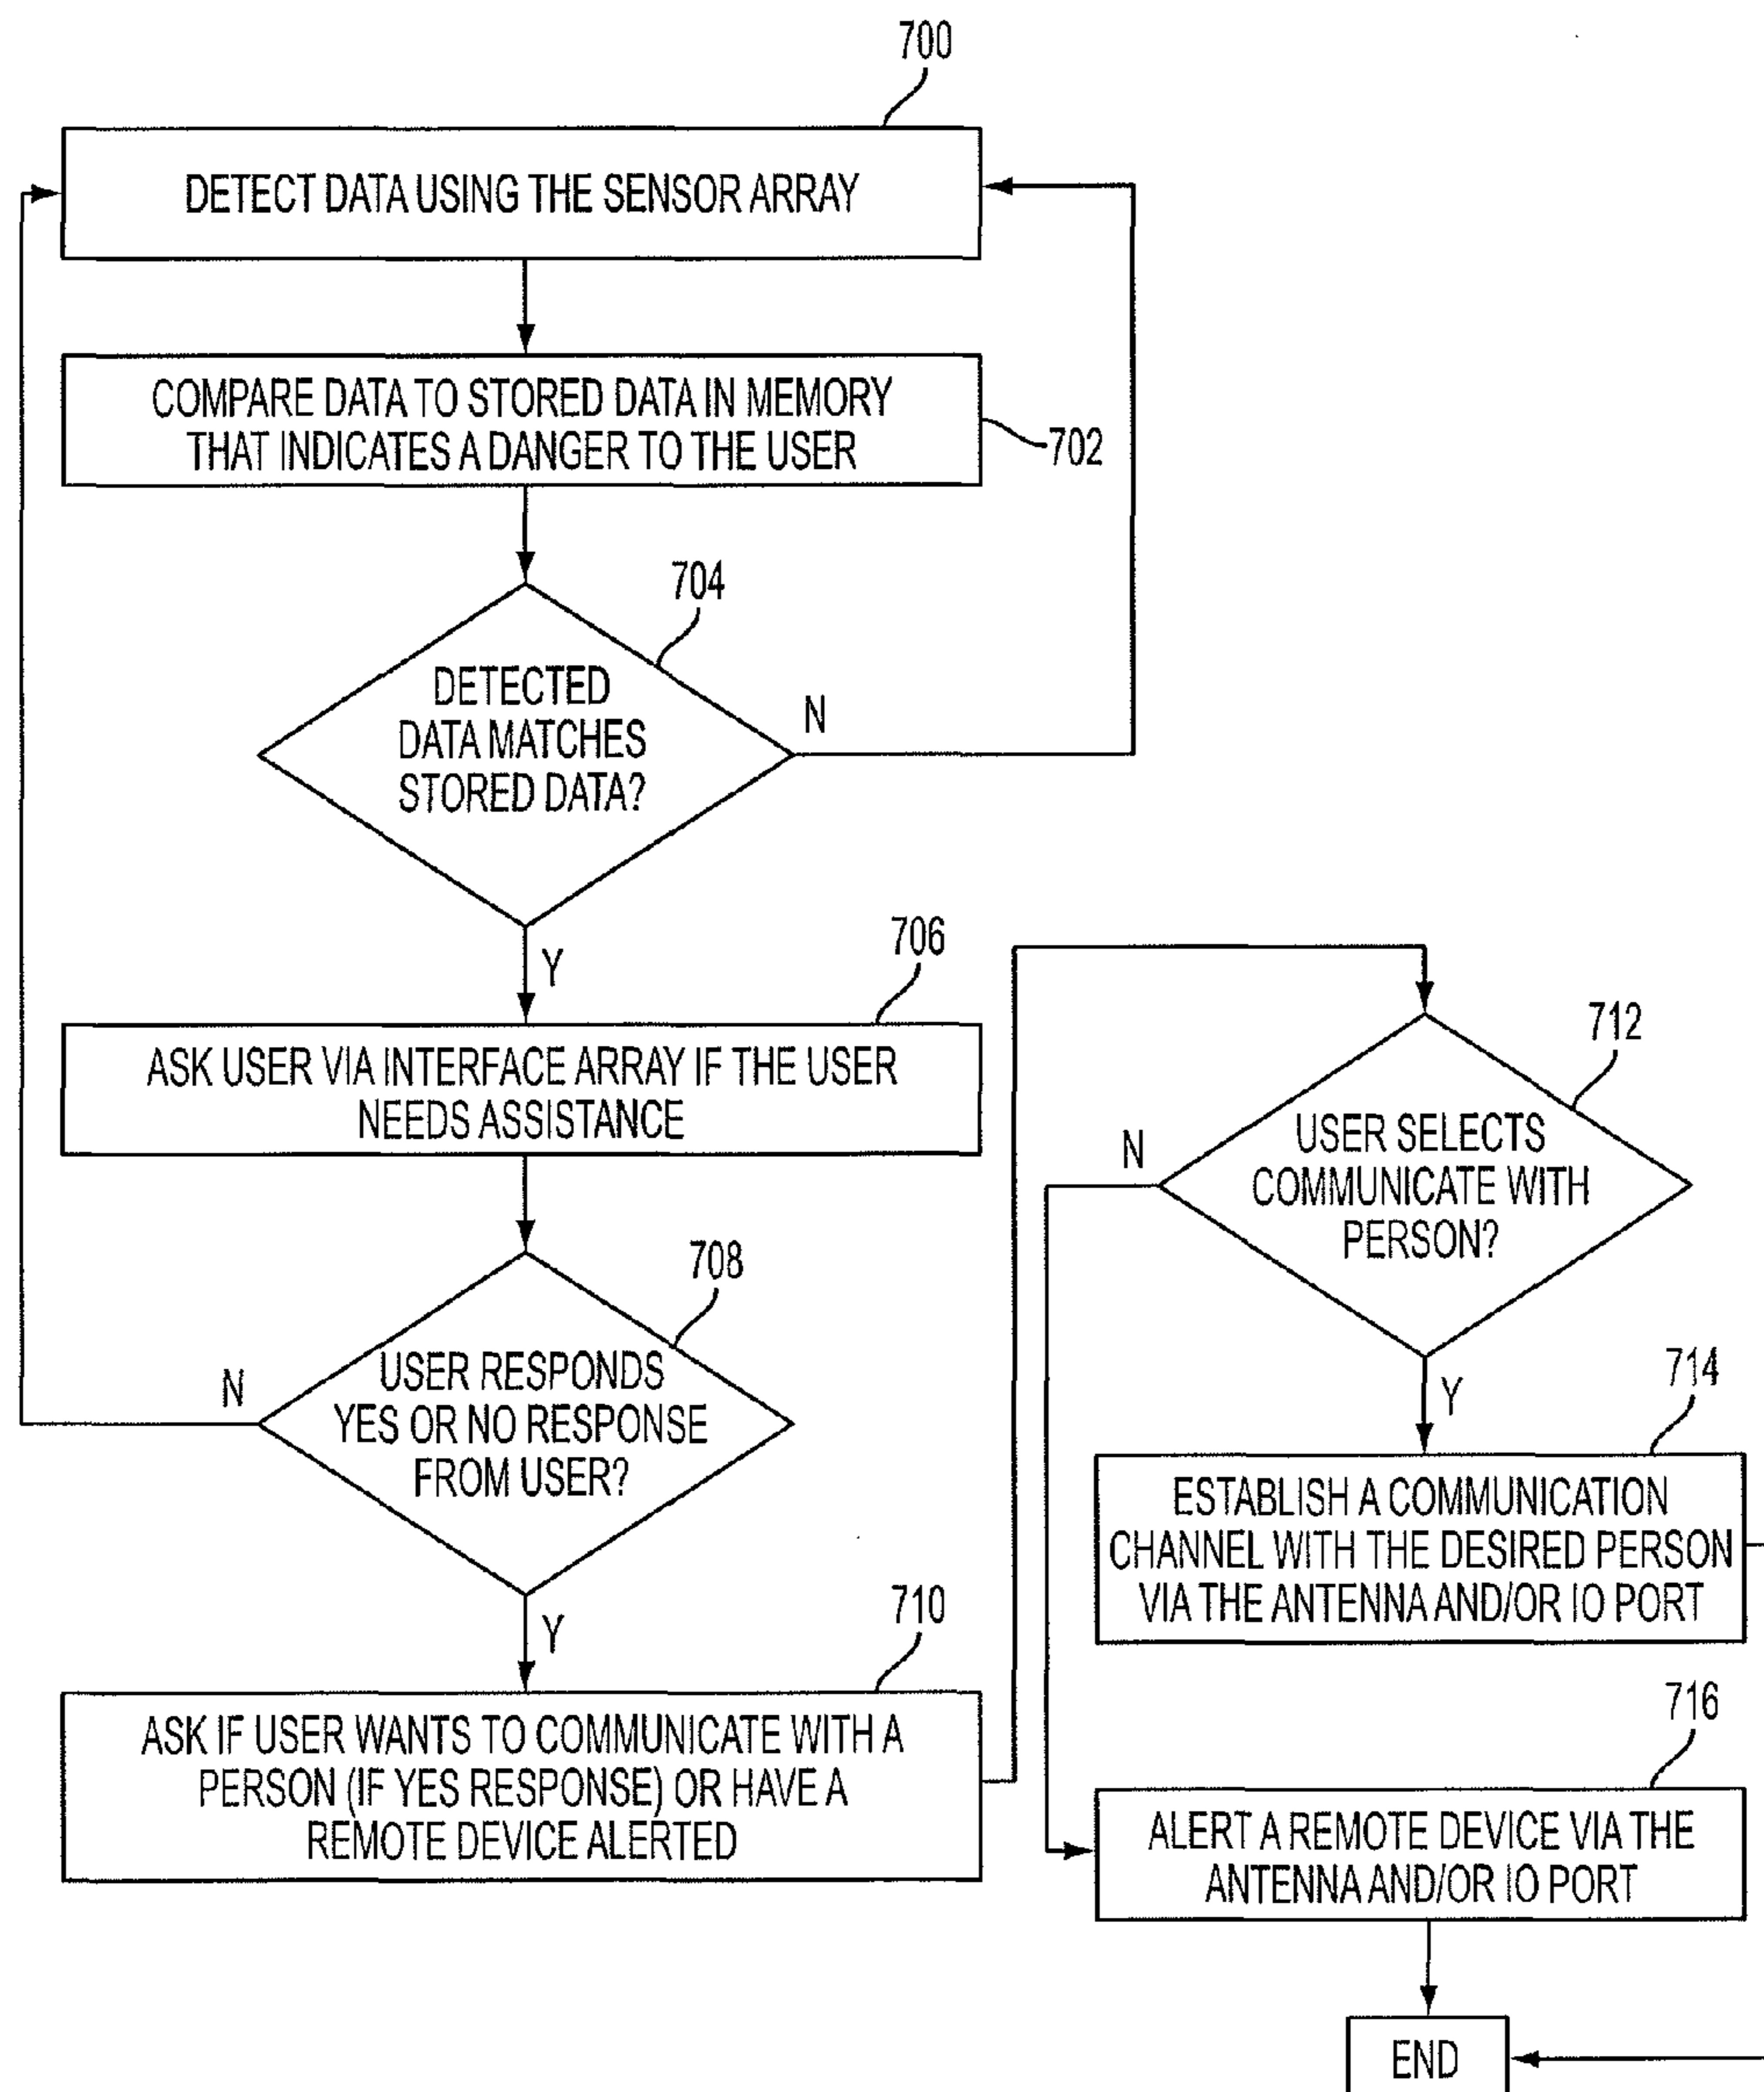 700
DETECT DATA USING THE SENSOR ARRAY
COMPARE DATA TO STORED DATA IN MEMORY
THAT INDICATES A DANGER TO THE USER
702
704
DETECTED
DATA MATCHES
STORED DATA?
N
Y
706
ASK USER VIA INTERFACE ARRAY IF THE USER
NEEDS ASSISTANCE
708
USER RESPONDS
YES OR NO RESPONSE
FROM USER?
N
Y
710
ASK IF USER WANTS TO COMMUNICATE WITH A
PERSON (IF YES RESPONSE) OR HAVE A
REMOTE DEVICE ALERTED
712
USER SELECTS
COMMUNICATE WITH
PERSON?
N
Y
714
ESTABLISH A COMMUNICATION
CHANNEL WITH THE DESIRED PERSON
VIA THE ANTENNA AND/OR IO PORT
716
ALERT A REMOTE DEVICE VIA THE
ANTENNA AND/OR IO PORT
END